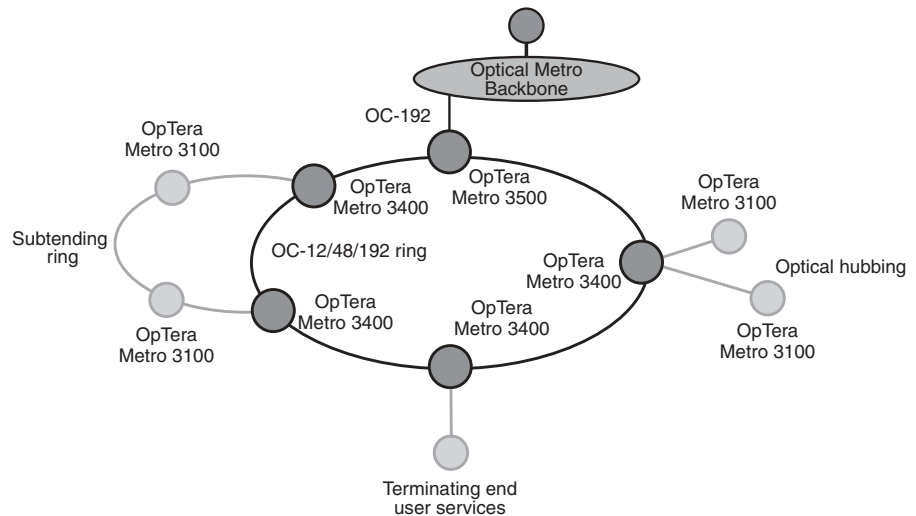 Optical Metro
Backbone
OC-192
OpTera
Metro 3100
OpTera
Metro 3400
OpTera
Metro 3500
OpTera
Metro 3100
Subtending
ring
OC-12/48/192 ring
OpTera
Metro 3400
Optical hubbing
OpTera
Metro 3100
OpTera
Metro 3400
OpTera
Metro 3400
OpTera
Metro 3100
Terminating end
user services